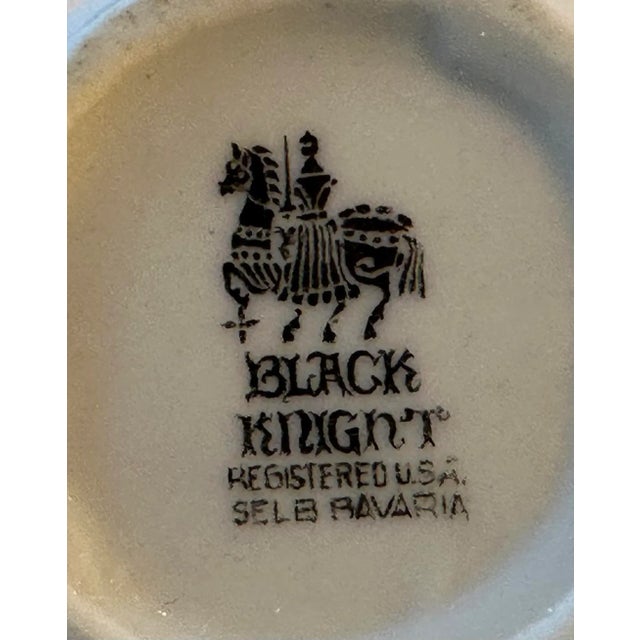 BLACK
KNIGHT
REGISTERED U.S.A.
SELB BAVARIA